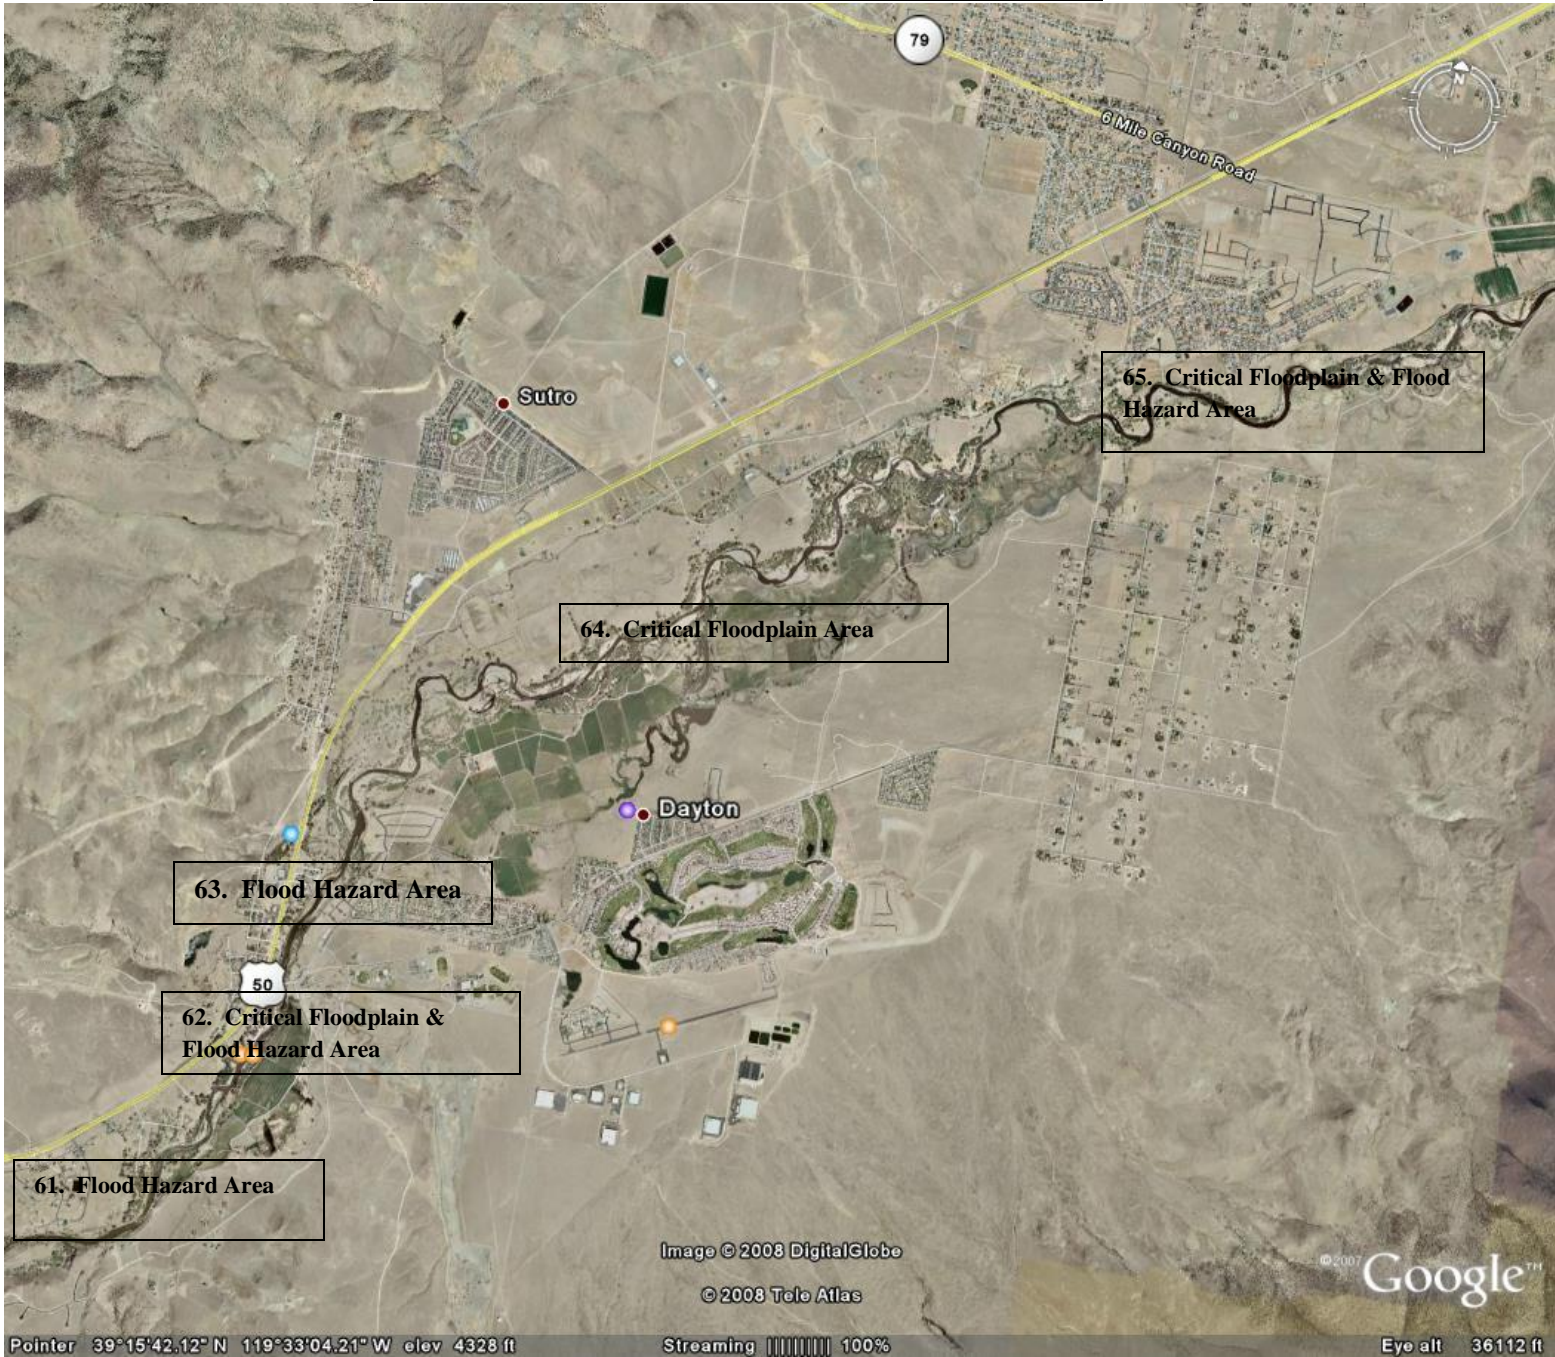 79
N
6 Mile Canyon Road
Sutro
65. Critical Floodplain & Flood
Hazard Area
64. Critical Floodplain Area
Dayton
63. Flood Hazard Area
50
62. Critical Floodplain &
Flood Hazard Area
61. Flood Hazard Area
Image © 2008 DigitalGlobe
© 2008 Tele Atlas
©2007 Google™
Pointer 39°15'42.12" N 119°33'04.21" W elev 4328 ft Streaming |||||||||| 100% Eye alt 36112 ft